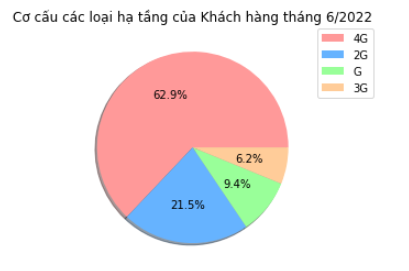 Cơ cấu các loại hạ tầng của Khách hàng tháng 6/2022
4G
2G
G
3G
62.9%
6.2%
9.4%
21.5%